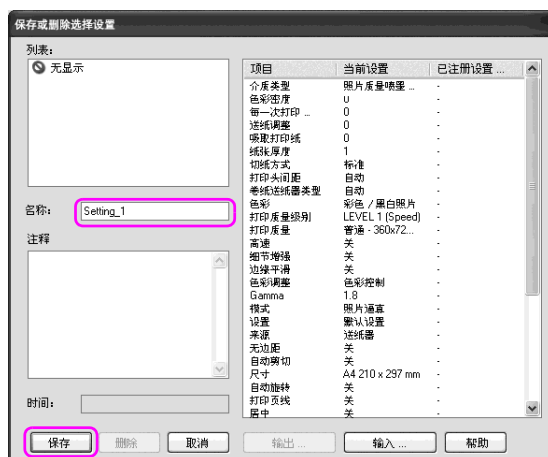 保存或删除选择设置
列表:
无显示
名称: Setting_1
注释
时间:
项目 当前设置 已注册设置 ...
介质类型 照片质量喷墨 ... -
色彩密度 0 -
每一次打印 ... 0 -
送纸调整 0 -
吸取打印纸 0 -
纸张厚度 1 -
切纸方式 标准 -
打印头间距 自动 -
卷纸送纸器类型 自动 -
色彩 彩色 / 黑白照片 -
打印质量级别 LEVEL 1 (Speed) -
打印质量 普通 - 360x72... -
高速 关 -
细节增强 关 -
边缘平滑 关 -
色彩调整 色彩控制 -
Gamma 1.8 -
模式 照片逼真 -
设置 默认设置 -
来源 送纸器 -
无边距 关 -
自动剪切 关 -
尺寸 A4 210 x 297 mm -
自动旋转 关 -
打印页线 关 -
居中 关 -
保存 删除 取消 输出 ... 输入 ... 帮助